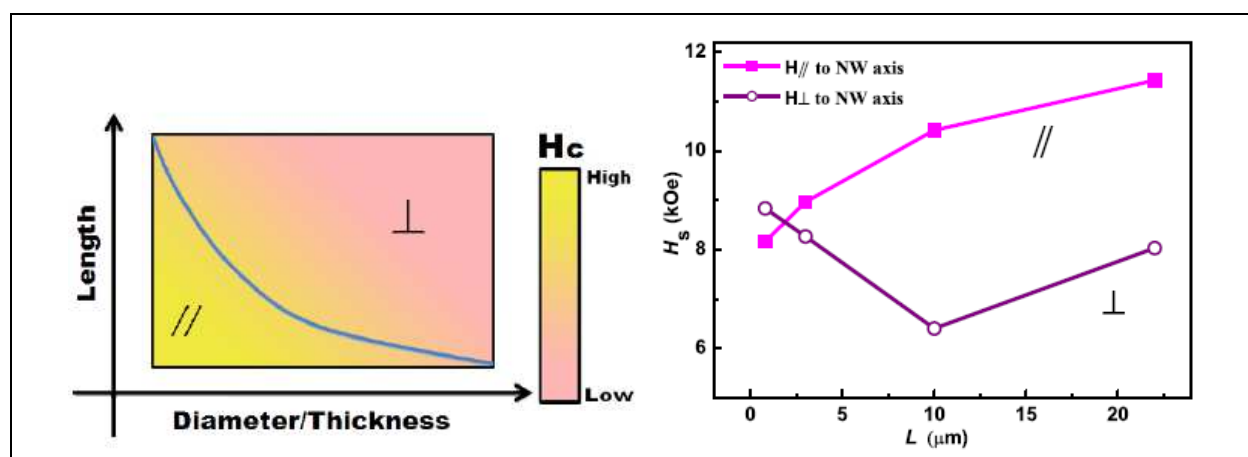 Length
//
⊥
Diameter/Thickness
Hc
High
Low
H// to NW axis
H⊥ to NW axis
//
⊥
12
10
8
6
Hs (kOe)
0
5
10
15
20
L (μm)